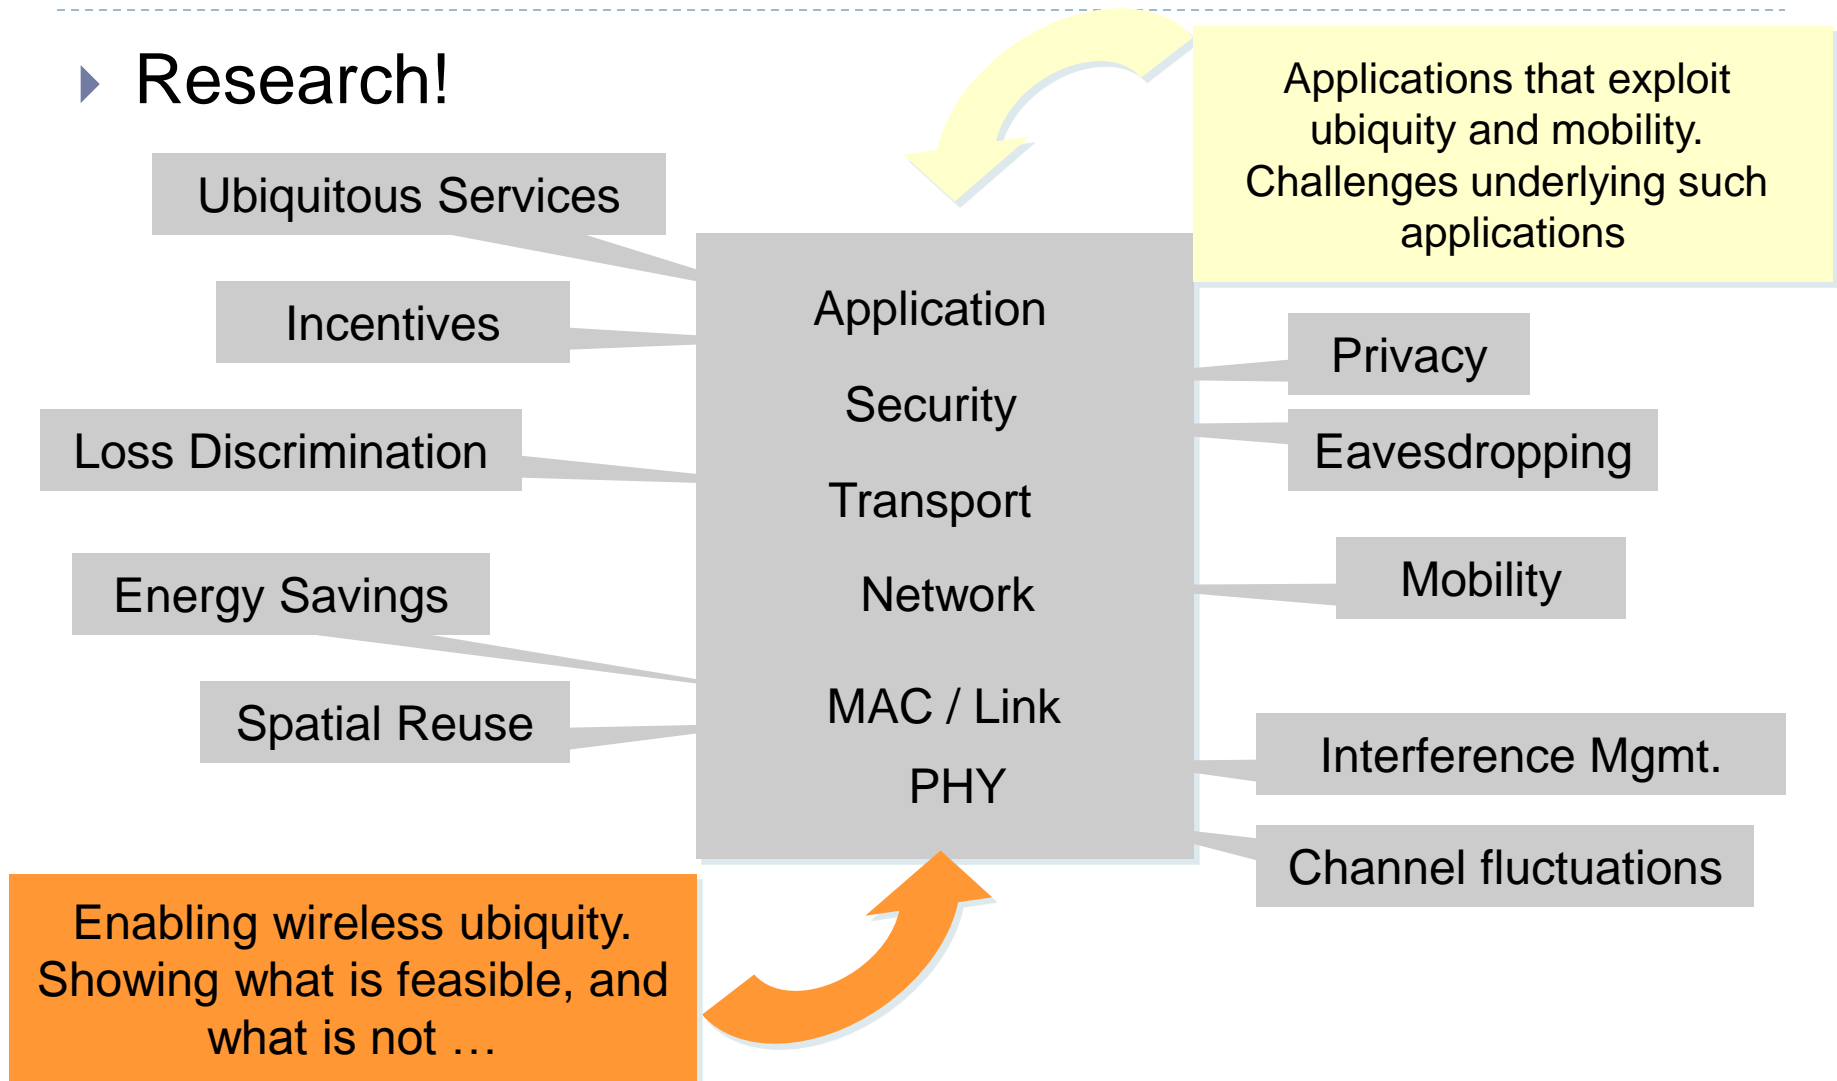 Research!
Applications that exploit
ubiquity and mobility.
Challenges underlying such
applications
Ubiquitous Services
Incentives
Loss Discrimination
Energy Savings
Spatial Reuse
Application
Security
Transport
Network
MAC / Link
PHY
Privacy
Eavesdropping
Mobility
Interference Mgmt.
Channel fluctuations
Enabling wireless ubiquity.
Showing what is feasible, and
what is not …